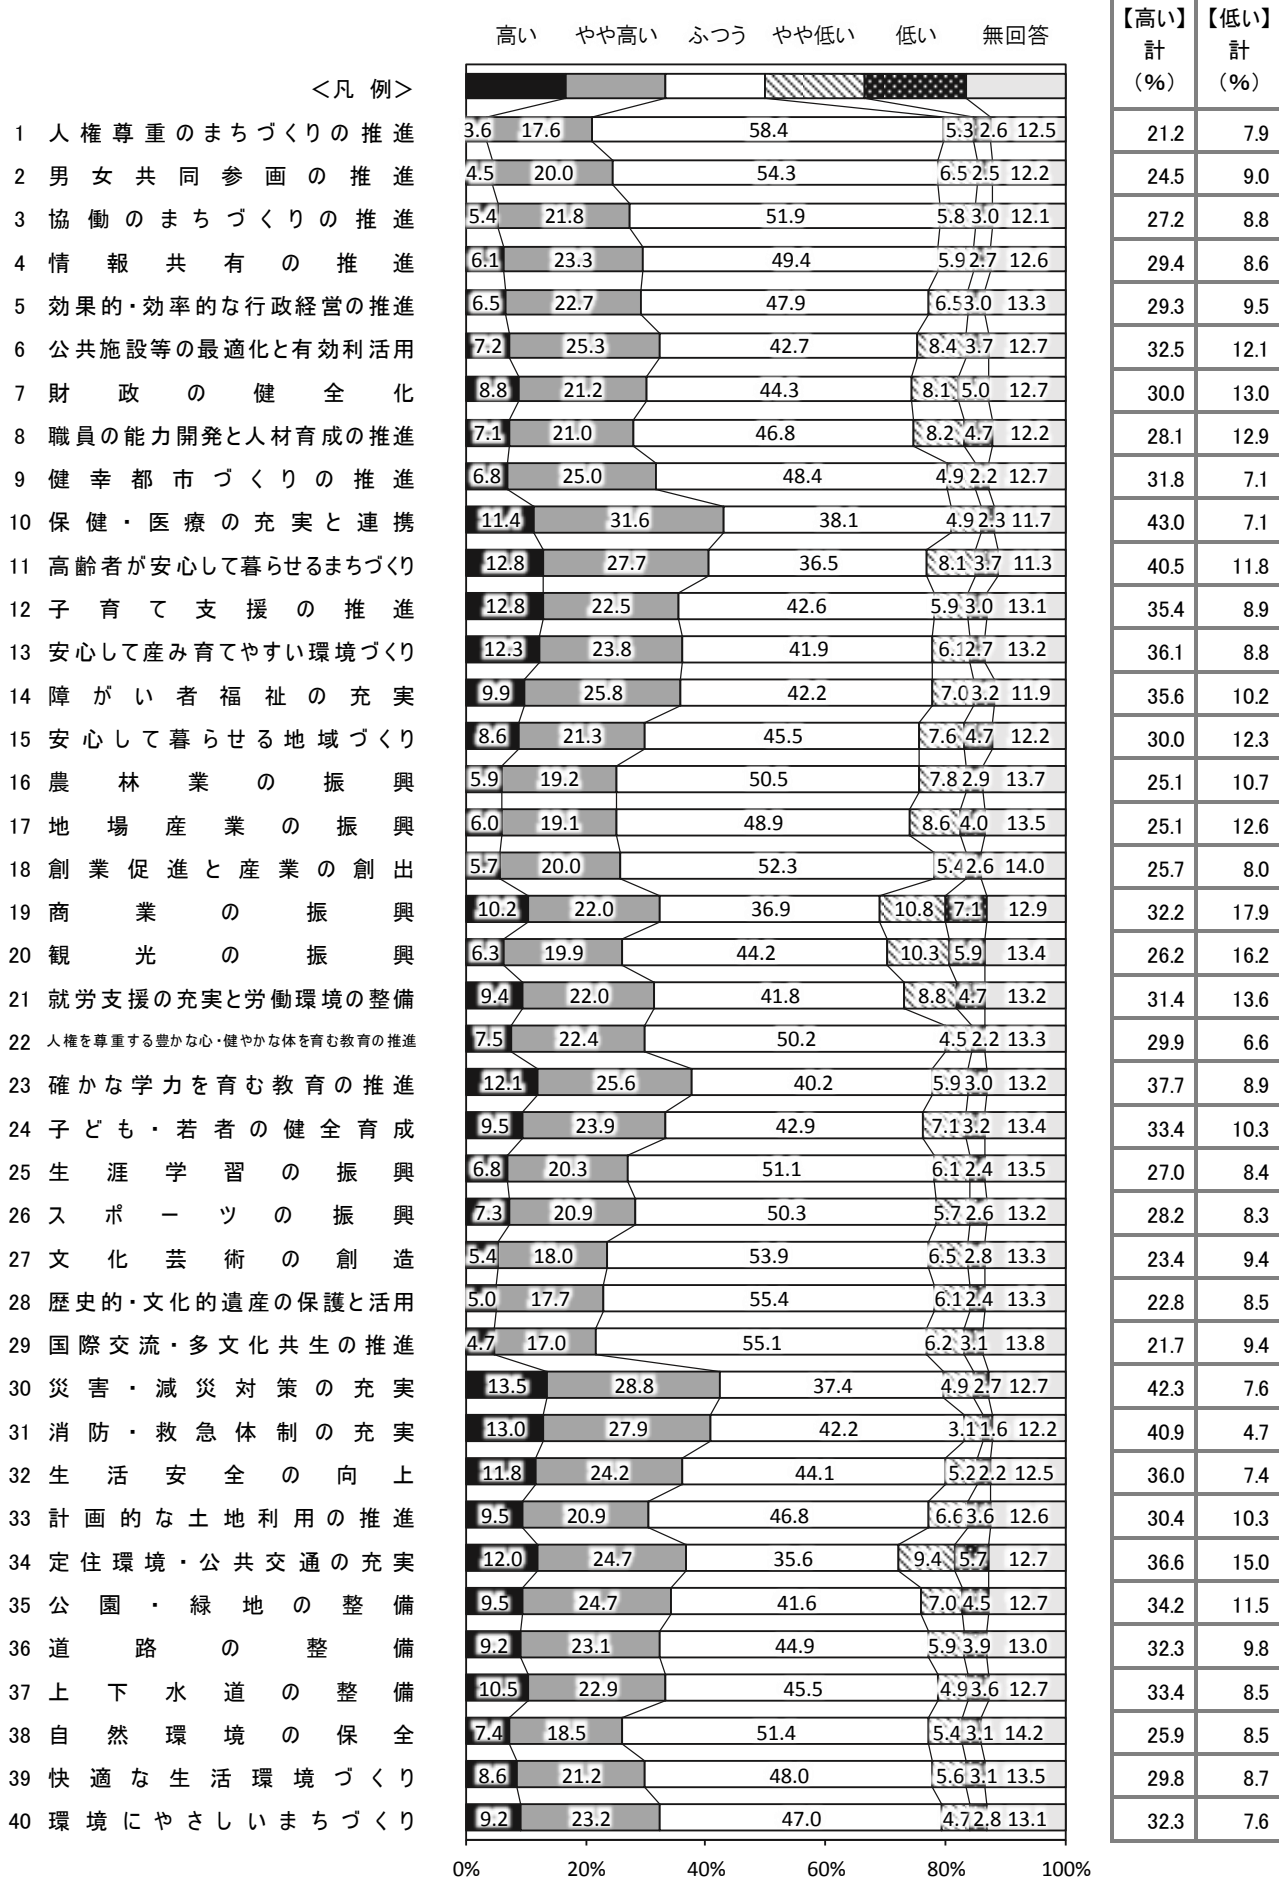 高い やや高い ふつう やや低い 低い 無回答 【高い】計（%） 【低い】計（%）
＜凡 例＞
1 人権尊重のまちづくりの推進 3.6 17.6 58.4 5.3 2.6 12.5 21.2 7.9
2 男女共同参画の推進 4.5 20.0 54.3 6.5 2.5 12.2 24.5 9.0
3 協働のまちづくりの推進 5.4 21.8 51.9 5.8 3.0 12.1 27.2 8.8
4 情報共有の推進 6.1 23.3 49.4 5.9 2.7 12.6 29.4 8.6
5 効果的・効率的な行政経営の推進 6.5 22.7 47.9 6.5 3.0 13.3 29.3 9.5
6 公共施設等の最適化と有効利活用 7.2 25.3 42.7 8.4 3.7 12.7 32.5 12.1
7 財政の健全化 8.8 21.2 44.3 8.1 5.0 12.7 30.0 13.0
8 職員の能力開発と人材育成の推進 7.1 21.0 46.8 8.2 4.7 12.2 28.1 12.9
9 健幸都市づくりの推進 6.8 25.0 48.4 4.9 2.2 12.7 31.8 7.1
10 保健・医療の充実と連携 11.4 31.6 38.1 4.9 2.3 11.7 43.0 7.1
11 高齢者が安心して暮らせるまちづくり 12.8 27.7 36.5 8.1 3.7 11.3 40.5 11.8
12 子育て支援の推進 12.8 22.5 42.6 5.9 3.0 13.1 35.4 8.9
13 安心して産み育てやすい環境づくり 12.3 23.8 41.9 6.1 2.7 13.2 36.1 8.8
14 障がい者福祉の充実 9.9 25.8 42.2 7.0 3.2 11.9 35.6 10.2
15 安心して暮らせる地域づくり 8.6 21.3 45.5 7.6 4.7 12.2 30.0 12.3
16 農林業の振興 5.9 19.2 50.5 7.8 2.9 13.7 25.1 10.7
17 地場産業の振興 6.0 19.1 48.9 8.6 4.0 13.5 25.1 12.6
18 創業促進と産業の創出 5.7 20.0 52.3 5.4 2.6 14.0 25.7 8.0
19 商業の振興 10.2 22.0 36.9 10.8 7.1 12.9 32.2 17.9
20 観光の振興 6.3 19.9 44.2 10.3 5.9 13.4 26.2 16.2
21 就労支援の充実と労働環境の整備 9.4 22.0 41.8 8.8 4.7 13.2 31.4 13.6
22 人権を尊重する豊かな心・健やかな体を育む教育の推進 7.5 22.4 50.2 4.5 2.2 13.3 29.9 6.6
23 確かな学力を育む教育の推進 12.1 25.6 40.2 5.9 3.0 13.2 37.7 8.9
24 子ども・若者の健全育成 9.5 23.9 42.9 7.1 3.2 13.4 33.4 10.3
25 生涯学習の振興 6.8 20.3 51.1 6.1 2.4 13.5 27.0 8.4
26 スポーツの振興 7.3 20.9 50.3 5.7 2.6 13.2 28.2 8.3
27 文化芸術の創造 5.4 18.0 53.9 6.5 2.8 13.3 23.4 9.4
28 歴史的・文化的遺産の保護と活用 5.0 17.7 55.4 6.1 2.4 13.3 22.8 8.5
29 国際交流・多文化共生の推進 4.7 17.0 55.1 6.2 3.1 13.8 21.7 9.4
30 災害・減災対策の充実 13.5 28.8 37.4 4.9 2.7 12.7 42.3 7.6
31 消防・救急体制の充実 13.0 27.9 42.2 3.1 1.6 12.2 40.9 4.7
32 生活安全の向上 11.8 24.2 44.1 5.2 2.2 12.5 36.0 7.4
33 計画的な土地利用の推進 9.5 20.9 46.8 6.6 3.6 12.6 30.4 10.3
34 定住環境・公共交通の充実 12.0 24.7 35.6 9.4 5.7 12.7 36.6 15.0
35 公園・緑地の整備 9.5 24.7 41.6 7.0 4.5 12.7 34.2 11.5
36 道路の整備 9.2 23.1 44.9 5.9 3.9 13.0 32.3 9.8
37 上下水道の整備 10.5 22.9 45.5 4.9 3.6 12.7 33.4 8.5
38 自然環境の保全 7.4 18.5 51.4 5.4 3.1 14.2 25.9 8.5
39 快適な生活環境づくり 8.6 21.2 48.0 5.6 3.1 13.5 29.8 8.7
40 環境にやさしいまちづくり 9.2 23.2 47.0 4.7 2.8 13.1 32.3 7.6
0% 20% 40% 60% 80% 100%